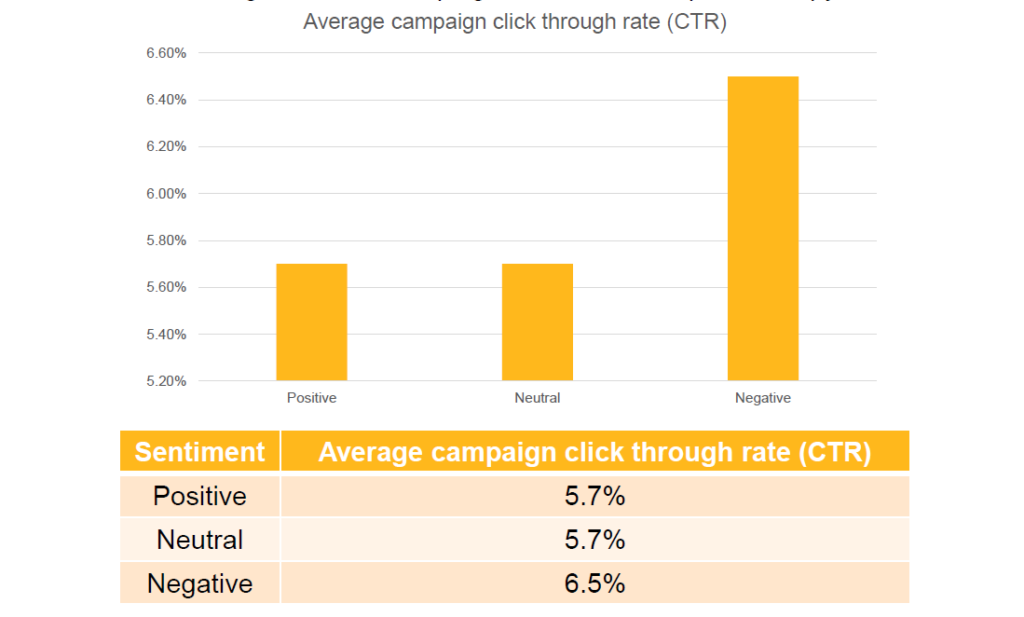 Average campaign click through rate (CTR)
6.60%
6.40%
6.20%
6.00%
5.80%
5.60%
5.40%
5.20%
Positive Neutral Negative
Sentiment Average campaign click through rate (CTR)
Positive 5.7%
Neutral 5.7%
Negative 6.5%